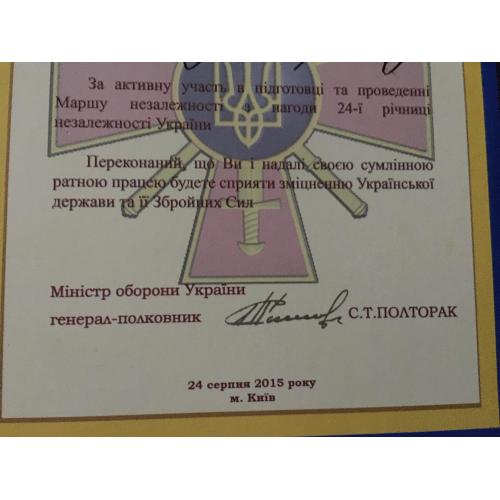 За активну участь в підготовці та проведенні
Маршу незалежності з нагоди 24-ї річниці
незалежності України
Переконаний, що Ви і надалі своєю сумлінною
ратною працею будете сприяти зміцненню Української
держави та її Збройних Сил
Міністр оборони України
генерал-полковник С.Т.ПОЛТОРАК
24 серпня 2015 року
м. Київ